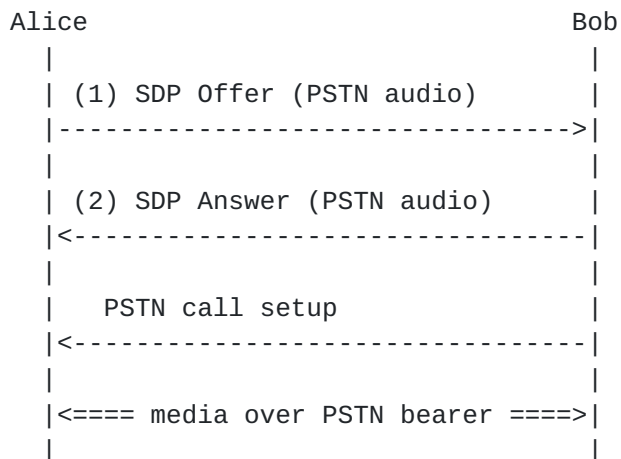 Alice                               Bob
  |                                  |
  | (1) SDP Offer (PSTN audio)       |
  |--------------------------------->|
  |                                  |
  | (2) SDP Answer (PSTN audio)      |
  |<---------------------------------|
  |                                  |
  |   PSTN call setup                |
  |<---------------------------------|
  |                                  |
  |<==== media over PSTN bearer ====>|
  |                                  |